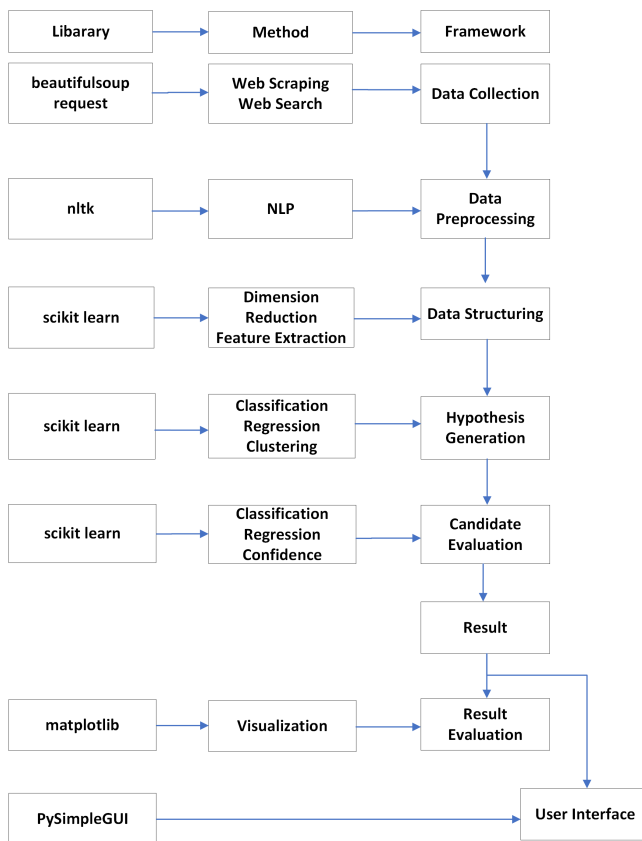 Libarary
Method
Framework
beautifulsoup
request
Web Scraping
Web Search
Data Collection
nltk
NLP
Data
Preprocessing
scikit learn
Dimension
Reduction
Feature Extraction
Data Structuring
scikit learn
Classification
Regression
Clustering
Hypothesis
Generation
scikit learn
Classification
Regression
Confidence
Candidate
Evaluation
Result
matplotlib
Visualization
Result
Evaluation
PySimpleGUI
User Interface